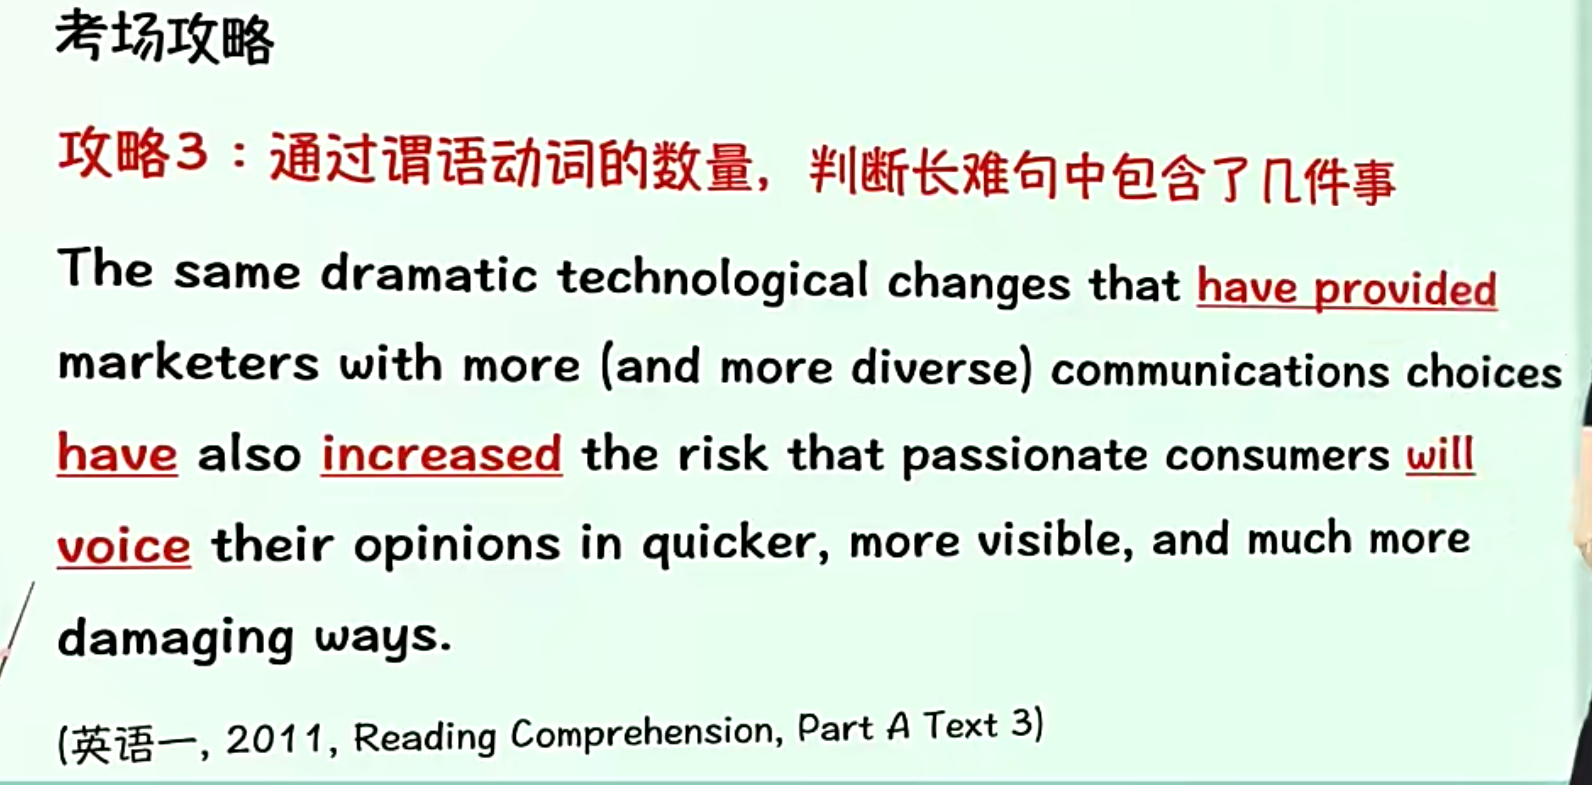 考场攻略
攻略3：通过谓语动词的数量，判断长难句中包含了几件事
The same dramatic technological changes that have provided
marketers with more (and more diverse) communications choices
have also increased the risk that passionate consumers will
voice their opinions in quicker, more visible, and much more
damaging ways.
(英语一, 2011, Reading Comprehension, Part A Text 3)